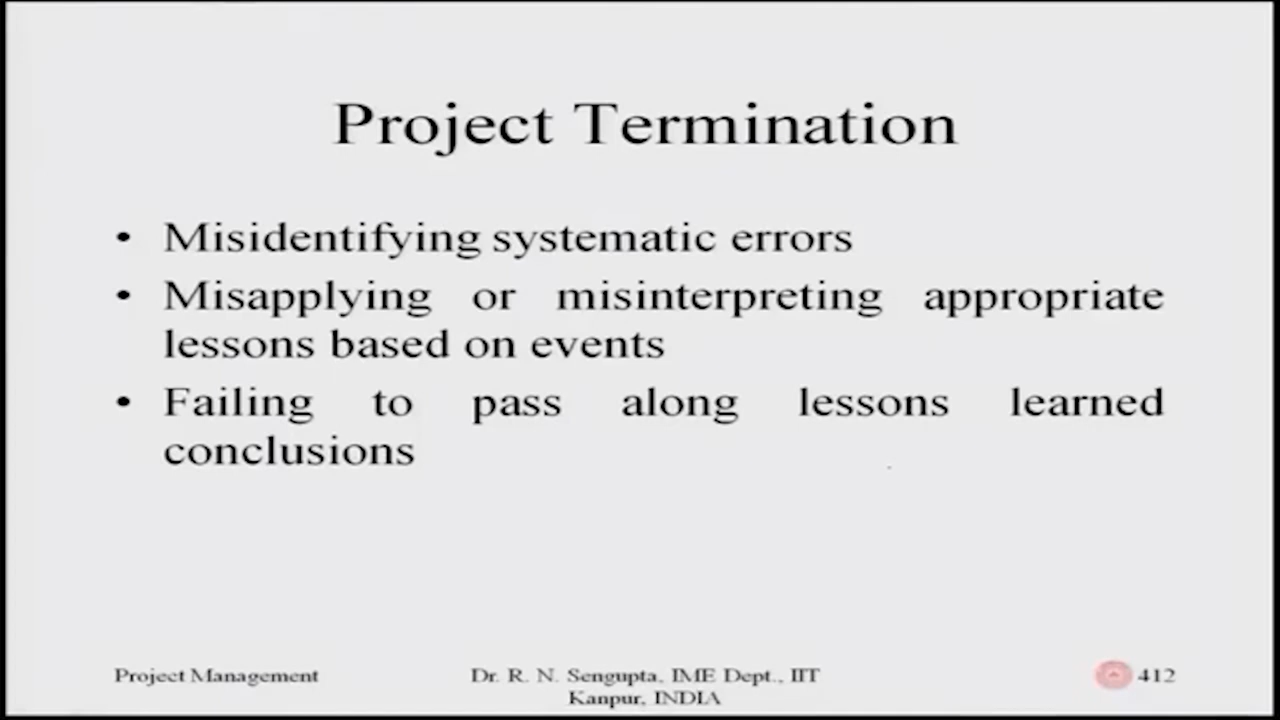 Project Termination
• Misidentifying systematic errors
• Misapplying or misinterpreting appropriate
lessons based on events
• Failing to pass along lessons learned
conclusions
Project Management
Dr. R. N. Sengupta, IME Dept., IIT
Kanpur, INDIA
412